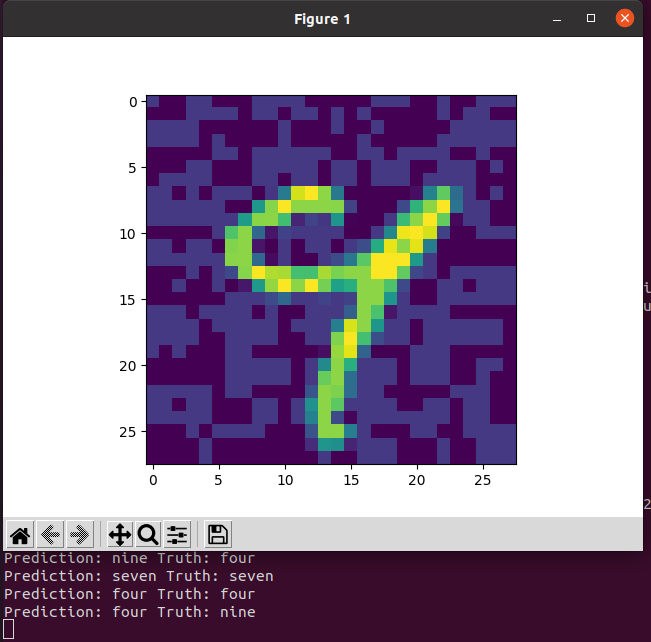 Figure 1
0
5
10
15
20
25
0 5 10 15 20 25
i
u
2
Prediction: nine Truth: four
Prediction: seven Truth: seven
Prediction: four Truth: four
Prediction: four Truth: nine